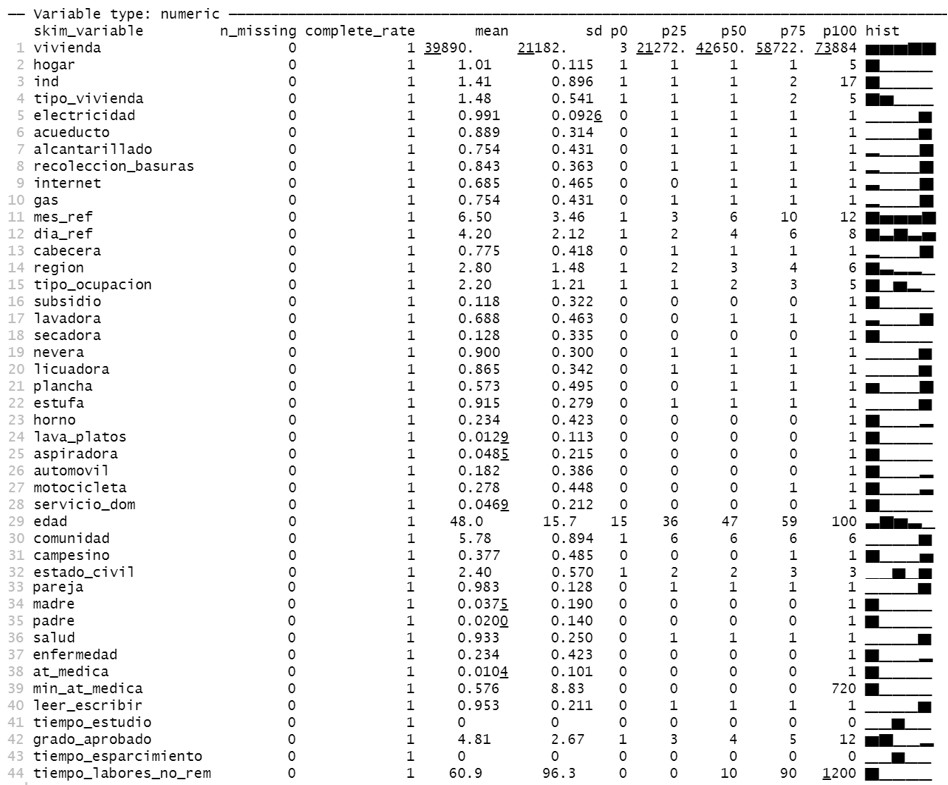 ── Variable type: numeric ──
skim_variable n_missing complete_rate mean sd p0 p25 p50 p75 p100 hist
1 vivienda 0 1 39890. 21182. 3 21272. 42650. 58722. 73884 ▇▇▇▇▇
2 hogar 0 1 1.01 0.115 1 1 1 1 5 ▇▁▁▁▁
3 ind 0 1 1.41 0.896 1 1 1 2 17 ▇▁▁▁▁
4 tipo_vivienda 0 1 1.48 0.541 1 1 1 2 5 ▇▆▁▁▁
5 electricidad 0 1 0.991 0.0926 0 1 1 1 1 ▁▁▁▁▇
6 acueducto 0 1 0.889 0.314 0 1 1 1 1 ▁▁▁▁▇
7 alcantarillado 0 1 0.754 0.431 0 1 1 1 1 ▂▁▁▁▇
8 recoleccion_basuras 0 1 0.843 0.363 0 1 1 1 1 ▂▁▁▁▇
9 internet 0 1 0.685 0.465 0 0 1 1 1 ▃▁▁▁▇
10 gas 0 1 0.754 0.431 0 1 1 1 1 ▂▁▁▁▇
11 mes_ref 0 1 6.50 3.46 1 3 6 10 12 ▇▅▅▅▇
12 dia_ref 0 1 4.20 2.12 1 2 4 6 8 ▇▃▇▃▅
13 cabecera 0 1 0.775 0.418 0 1 1 1 1 ▂▁▁▁▇
14 region 0 1 2.80 1.48 1 2 3 4 6 ▇▃▂▂▁
15 tipo_ocupacion 0 1 2.20 1.21 1 1 2 3 5 ▇▁▆▂▁
16 subsidio 0 1 0.118 0.322 0 0 0 0 1 ▇▁▁▁▁
17 lavadora 0 1 0.688 0.463 0 0 1 1 1 ▃▁▁▁▇
18 secadora 0 1 0.128 0.335 0 0 0 0 1 ▇▁▁▁▁
19 nevera 0 1 0.900 0.300 0 1 1 1 1 ▁▁▁▁▇
20 licuadora 0 1 0.865 0.342 0 1 1 1 1 ▁▁▁▁▇
21 plancha 0 1 0.573 0.495 0 0 1 1 1 ▆▁▁▁▇
22 estufa 0 1 0.915 0.279 0 1 1 1 1 ▁▁▁▁▇
23 horno 0 1 0.234 0.423 0 0 0 0 1 ▇▁▁▁▂
24 lava_platos 0 1 0.0129 0.113 0 0 0 0 1 ▇▁▁▁▁
25 aspiradora 0 1 0.0485 0.215 0 0 0 0 1 ▇▁▁▁▁
26 automovil 0 1 0.182 0.386 0 0 0 0 1 ▇▁▁▁▂
27 motocicleta 0 1 0.278 0.448 0 0 0 1 1 ▇▁▁▁▃
28 servicio_dom 0 1 0.0469 0.212 0 0 0 0 1 ▇▁▁▁▁
29 edad 0 1 48.0 15.7 15 36 47 59 100 ▃▇▆▃▁
30 comunidad 0 1 5.78 0.894 1 6 6 6 6 ▁▁▁▁▇
31 campesino 0 1 0.377 0.485 0 0 0 1 1 ▇▁▁▁▅
32 estado_civil 0 1 2.40 0.570 1 2 2 3 3 ▁▁▇▁▇
33 pareja 0 1 0.983 0.128 0 1 1 1 1 ▁▁▁▁▇
34 madre 0 1 0.0375 0.190 0 0 0 0 1 ▇▁▁▁▁
35 padre 0 1 0.0200 0.140 0 0 0 0 1 ▇▁▁▁▁
36 salud 0 1 0.933 0.250 0 1 1 1 1 ▁▁▁▁▇
37 enfermedad 0 1 0.234 0.423 0 0 0 0 1 ▇▁▁▁▂
38 at_medica 0 1 0.0104 0.101 0 0 0 0 1 ▇▁▁▁▁
39 min_at_medica 0 1 0.576 8.83 0 0 0 0 720 ▇▁▁▁▁
40 leer_escribir 0 1 0.953 0.211 0 1 1 1 1 ▁▁▁▁▇
41 tiempo_estudio 0 1 0 0 0 0 0 0 0 ▁▁▇▁▁
42 grado_aprobado 0 1 4.81 2.67 1 3 4 5 12 ▆▇▁▁▂
43 tiempo_esparcimiento 0 1 0 0 0 0 0 0 0 ▁▁▇▁▁
44 tiempo_labores_no_rem 0 1 60.9 96.3 0 0 10 90 1200 ▇▁▁▁▁